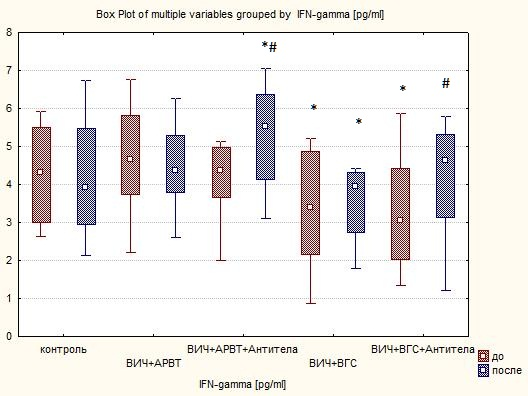 Box Plot of multiple variables grouped by IFN-gamma [pg/ml]
8
7
6
5
4
3
2
1
0
*#
*
*
*
#
контроль
ВИЧ+АРВТ
ВИЧ+АРВТ+Антитела
ВИЧ+ВГС
ВИЧ+ВГС+Антитела
IFN-gamma [pg/ml]
до
после